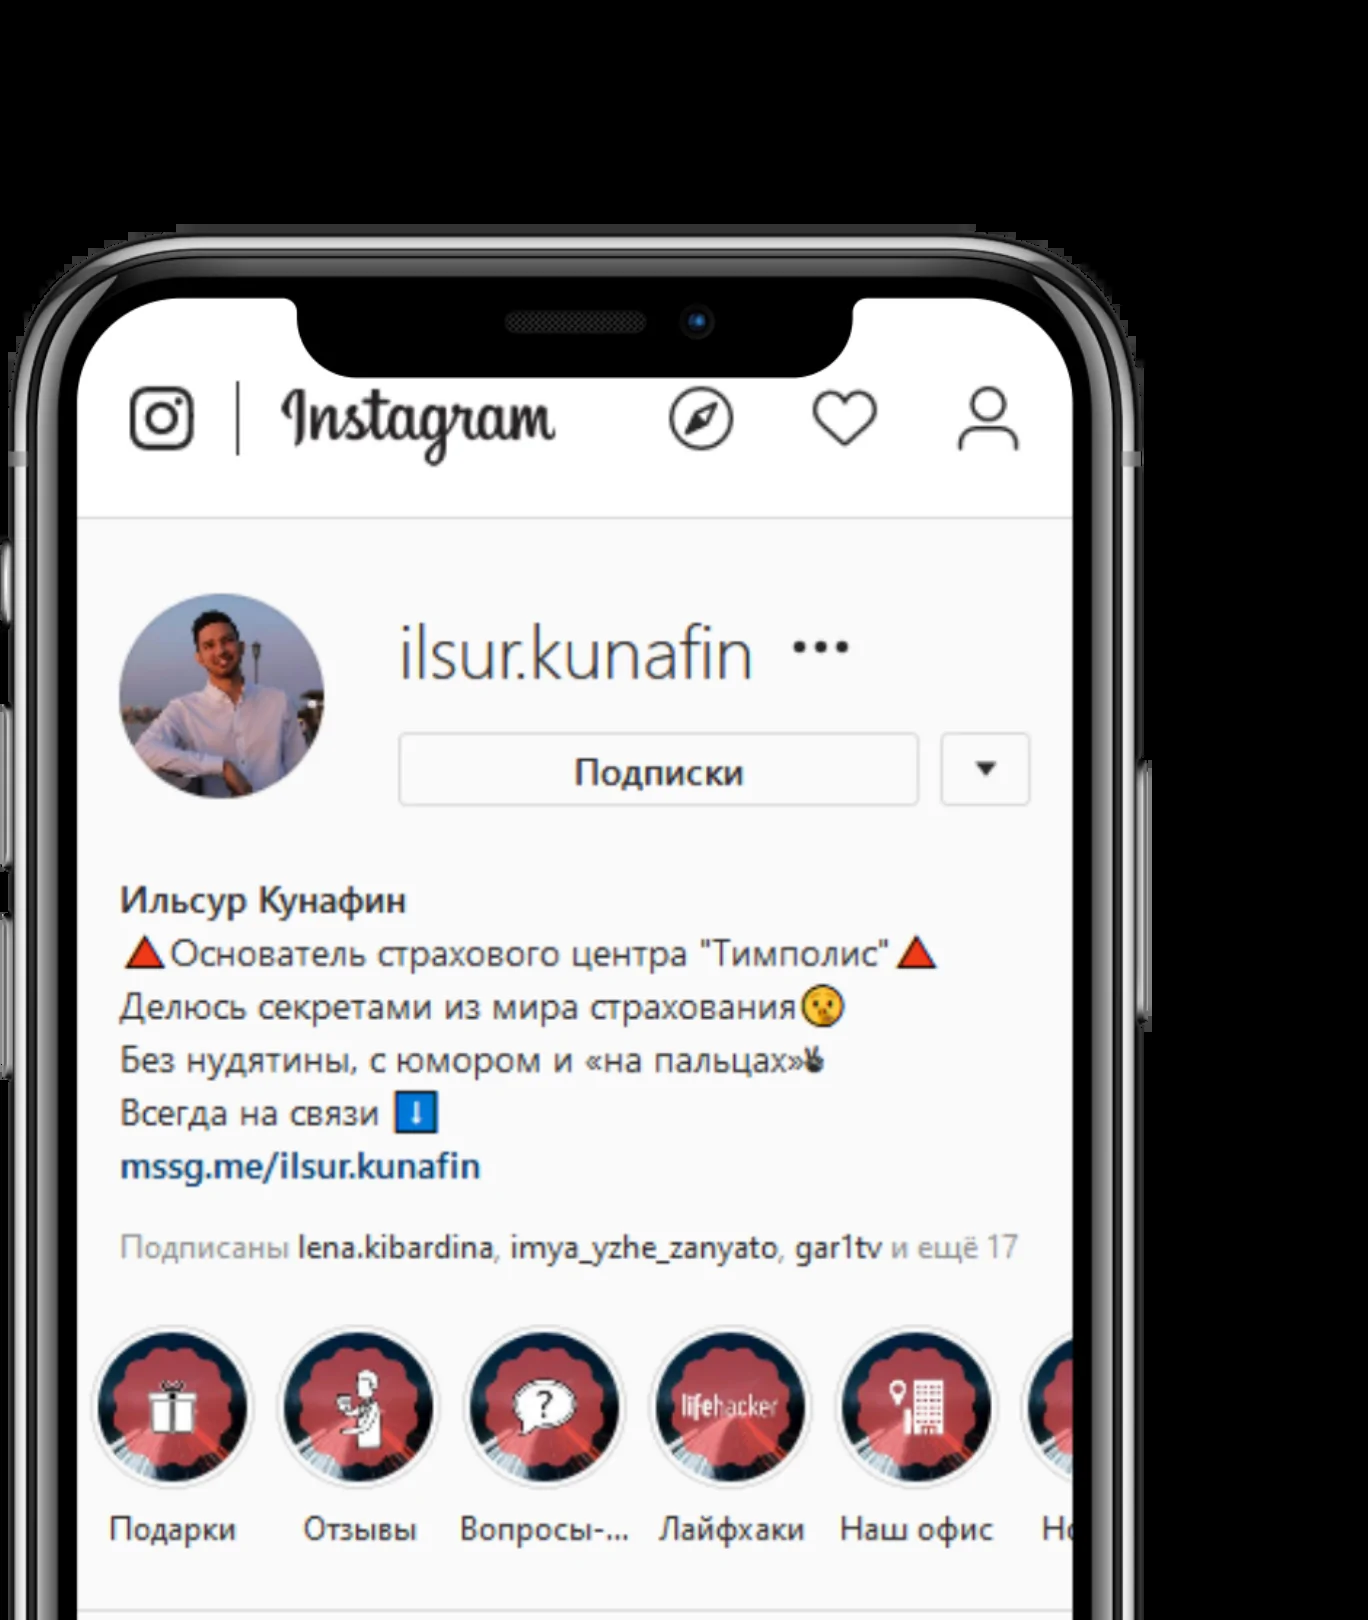 Instagram
ilsur.kunafin •••
Подписки
Ильсур Кунафин
🔺Основатель страхового центра "Тимполис"🔺
Делюсь секретами из мира страхования🤫
Без нудятины, с юмором и «на пальцах»✌
Всегда на связи ⬇
mssg.me/ilsur.kunafin
Подписаны lena.kibardina, imya_yzhe_zanyato, gar1tv и ещё 17
?
lifehacker
Подарки Отзывы Вопросы-... Лайфхаки Наш офис